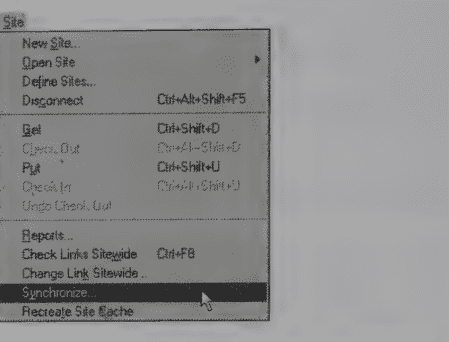 Site
New Site...
Open Site
Define Sites...
Disconnect Ctrl+Alt+Shift+F5
Get Ctrl+Shift+D
Check Out Ctrl+Alt+Shift+D
Put Ctrl+Shift+U
Check In Ctrl+Alt+Shift+U
Undo Check Out
Reports...
Check Links Sitewide Ctrl+F8
Change Link Sitewide...
Synchronize...
Recreate Site Cache